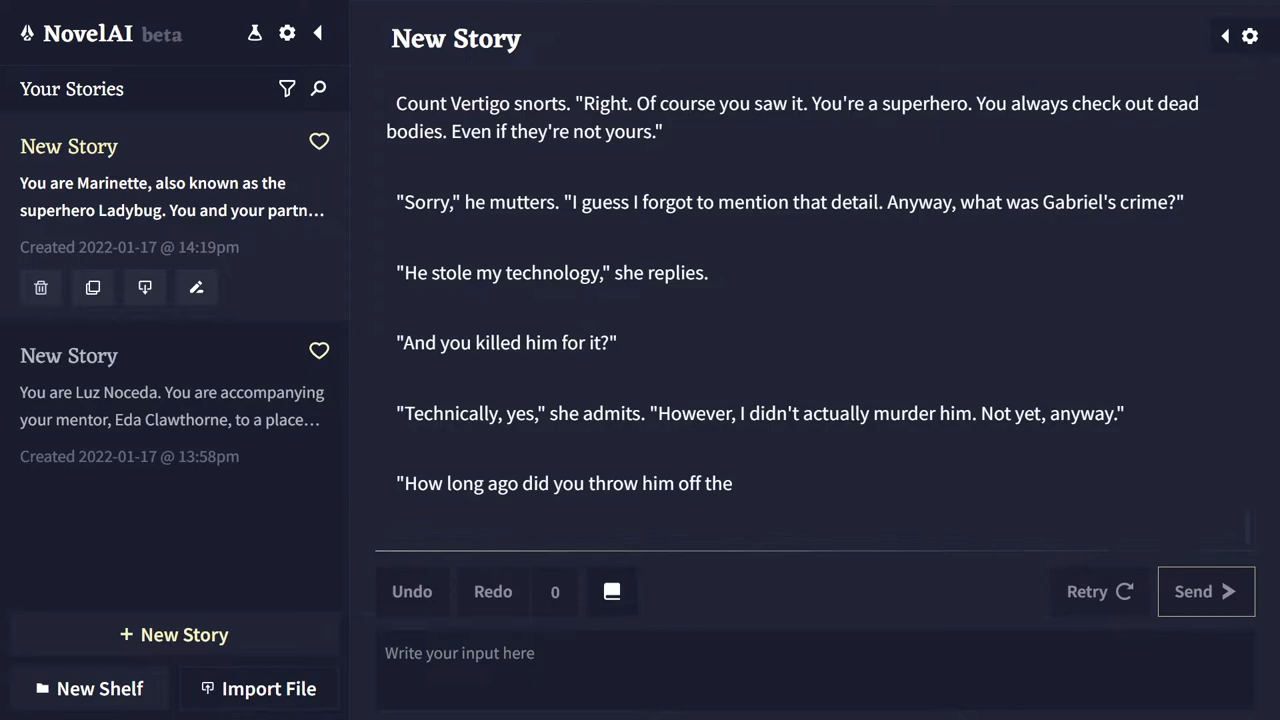 NovelAI beta
Your Stories
New Story
You are Marinette, also known as the
superhero Ladybug. You and your partn...
Created 2022-01-17 @ 14:19pm
New Story
You are Luz Noceda. You are accompanying
your mentor, Eda Clawthorne, to a place...
Created 2022-01-17 @ 13:58pm
+ New Story
New Shelf
Import File
New Story
Count Vertigo snorts. "Right. Of course you saw it. You're a superhero. You always check out dead
bodies. Even if they're not yours."
"Sorry," he mutters. "I guess I forgot to mention that detail. Anyway, what was Gabriel's crime?"
"He stole my technology," she replies.
"And you killed him for it?"
"Technically, yes," she admits. "However, I didn't actually murder him. Not yet, anyway."
"How long ago did you throw him off the
Undo
Redo
0
Retry
Send
Write your input here